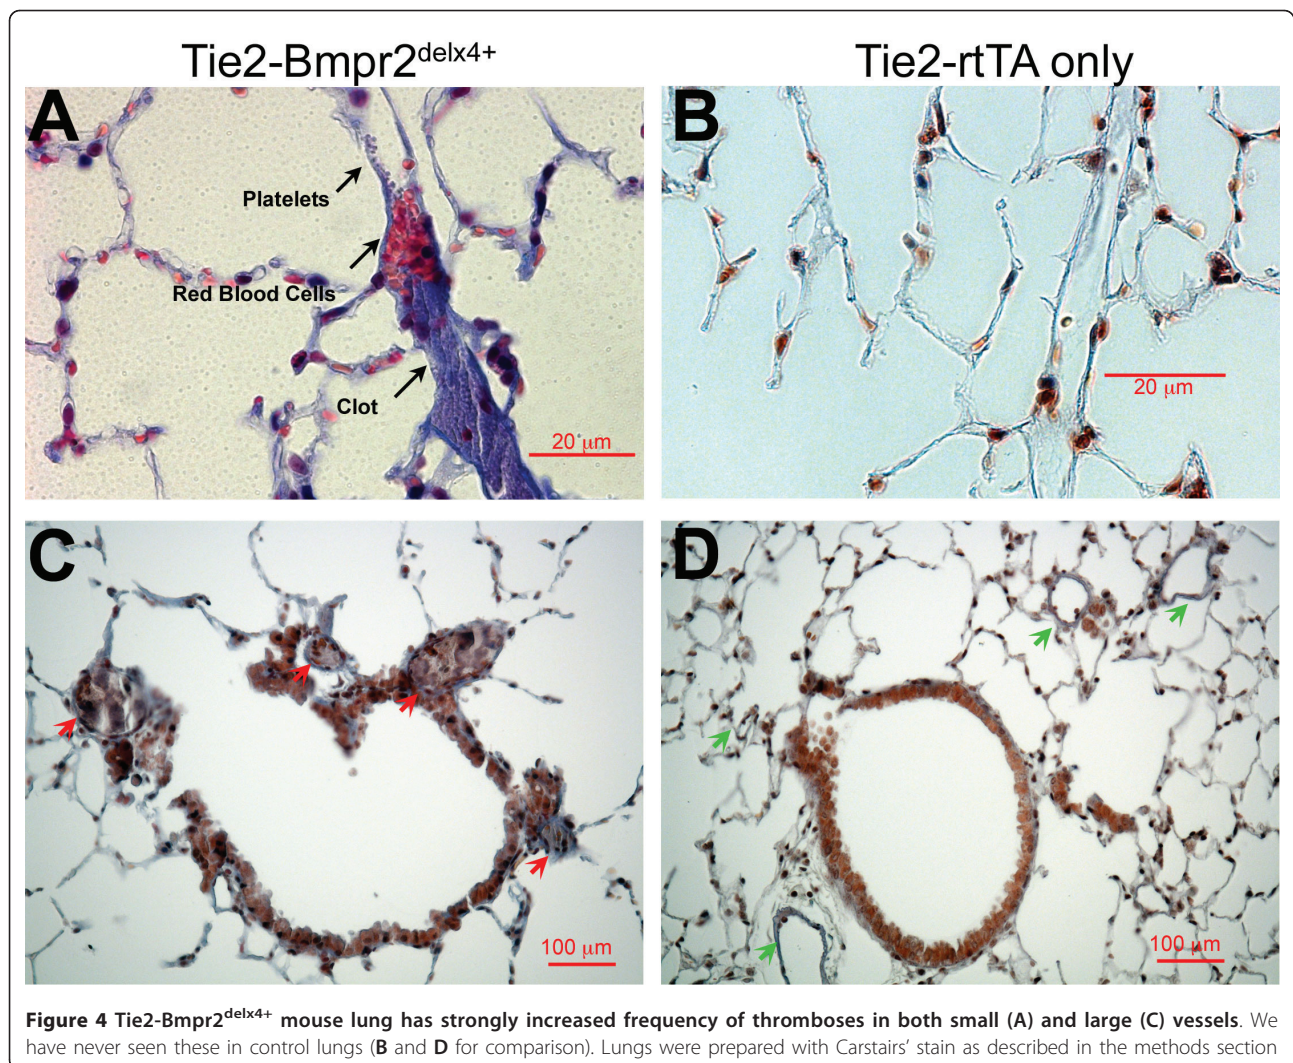 Tie2-Bmpr2delx4+
Tie2-rtTA only
A
Platelets
Red Blood Cells
Clot
20 μm
B
20 μm
C
100 μm
D
100 μm
Figure 4 Tie2-Bmpr2delx4+ mouse lung has strongly increased frequency of thromboses in both small (A) and large (C) vessels. We
have never seen these in control lungs (B and D for comparison). Lungs were prepared with Carstairs' stain as described in the methods section